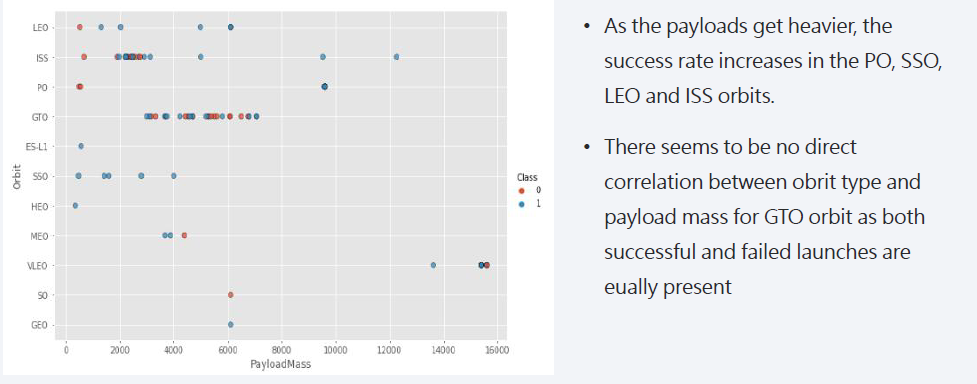 LEO
ISS
PO
GTO
ES-L1
SSO
HEO
MEO
VLEO
SO
GEO
Orbit
0 2000 4000 6000 8000 10000 12000 14000 16000
PayloadMass
Class
0
1
• As the payloads get heavier, the
success rate increases in the PO, SSO,
LEO and ISS orbits.
• There seems to be no direct
correlation between obrit type and
payload mass for GTO orbit as both
successful and failed launches are
eually present